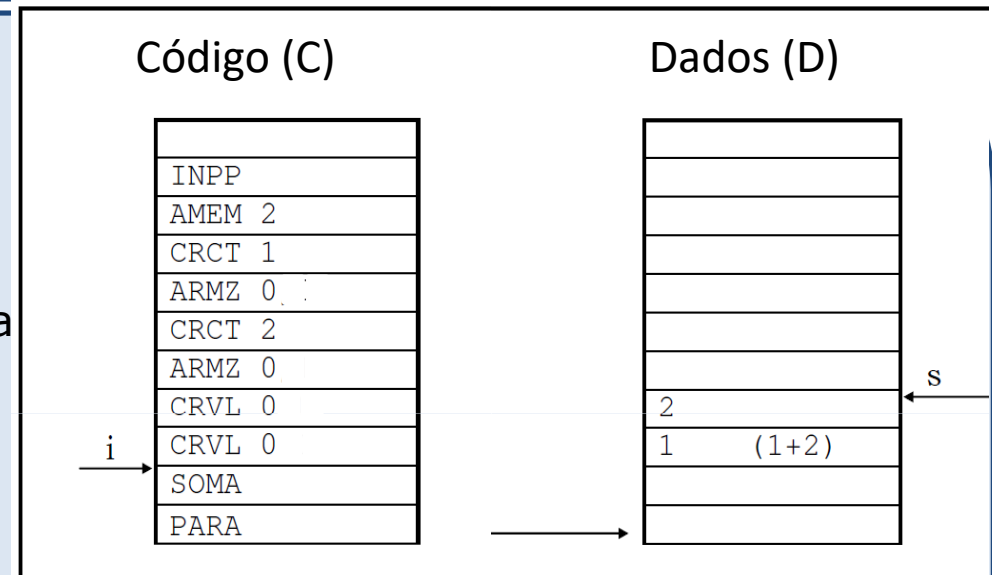 Código (C)
Dados (D)
INPP
AMEM 2
CRCT 1
ARMZ 0
CRCT 2
ARMZ 0
CRVL 0
CRVL 0
SOMA
PARA
i
2
1 (1+2)
s
a